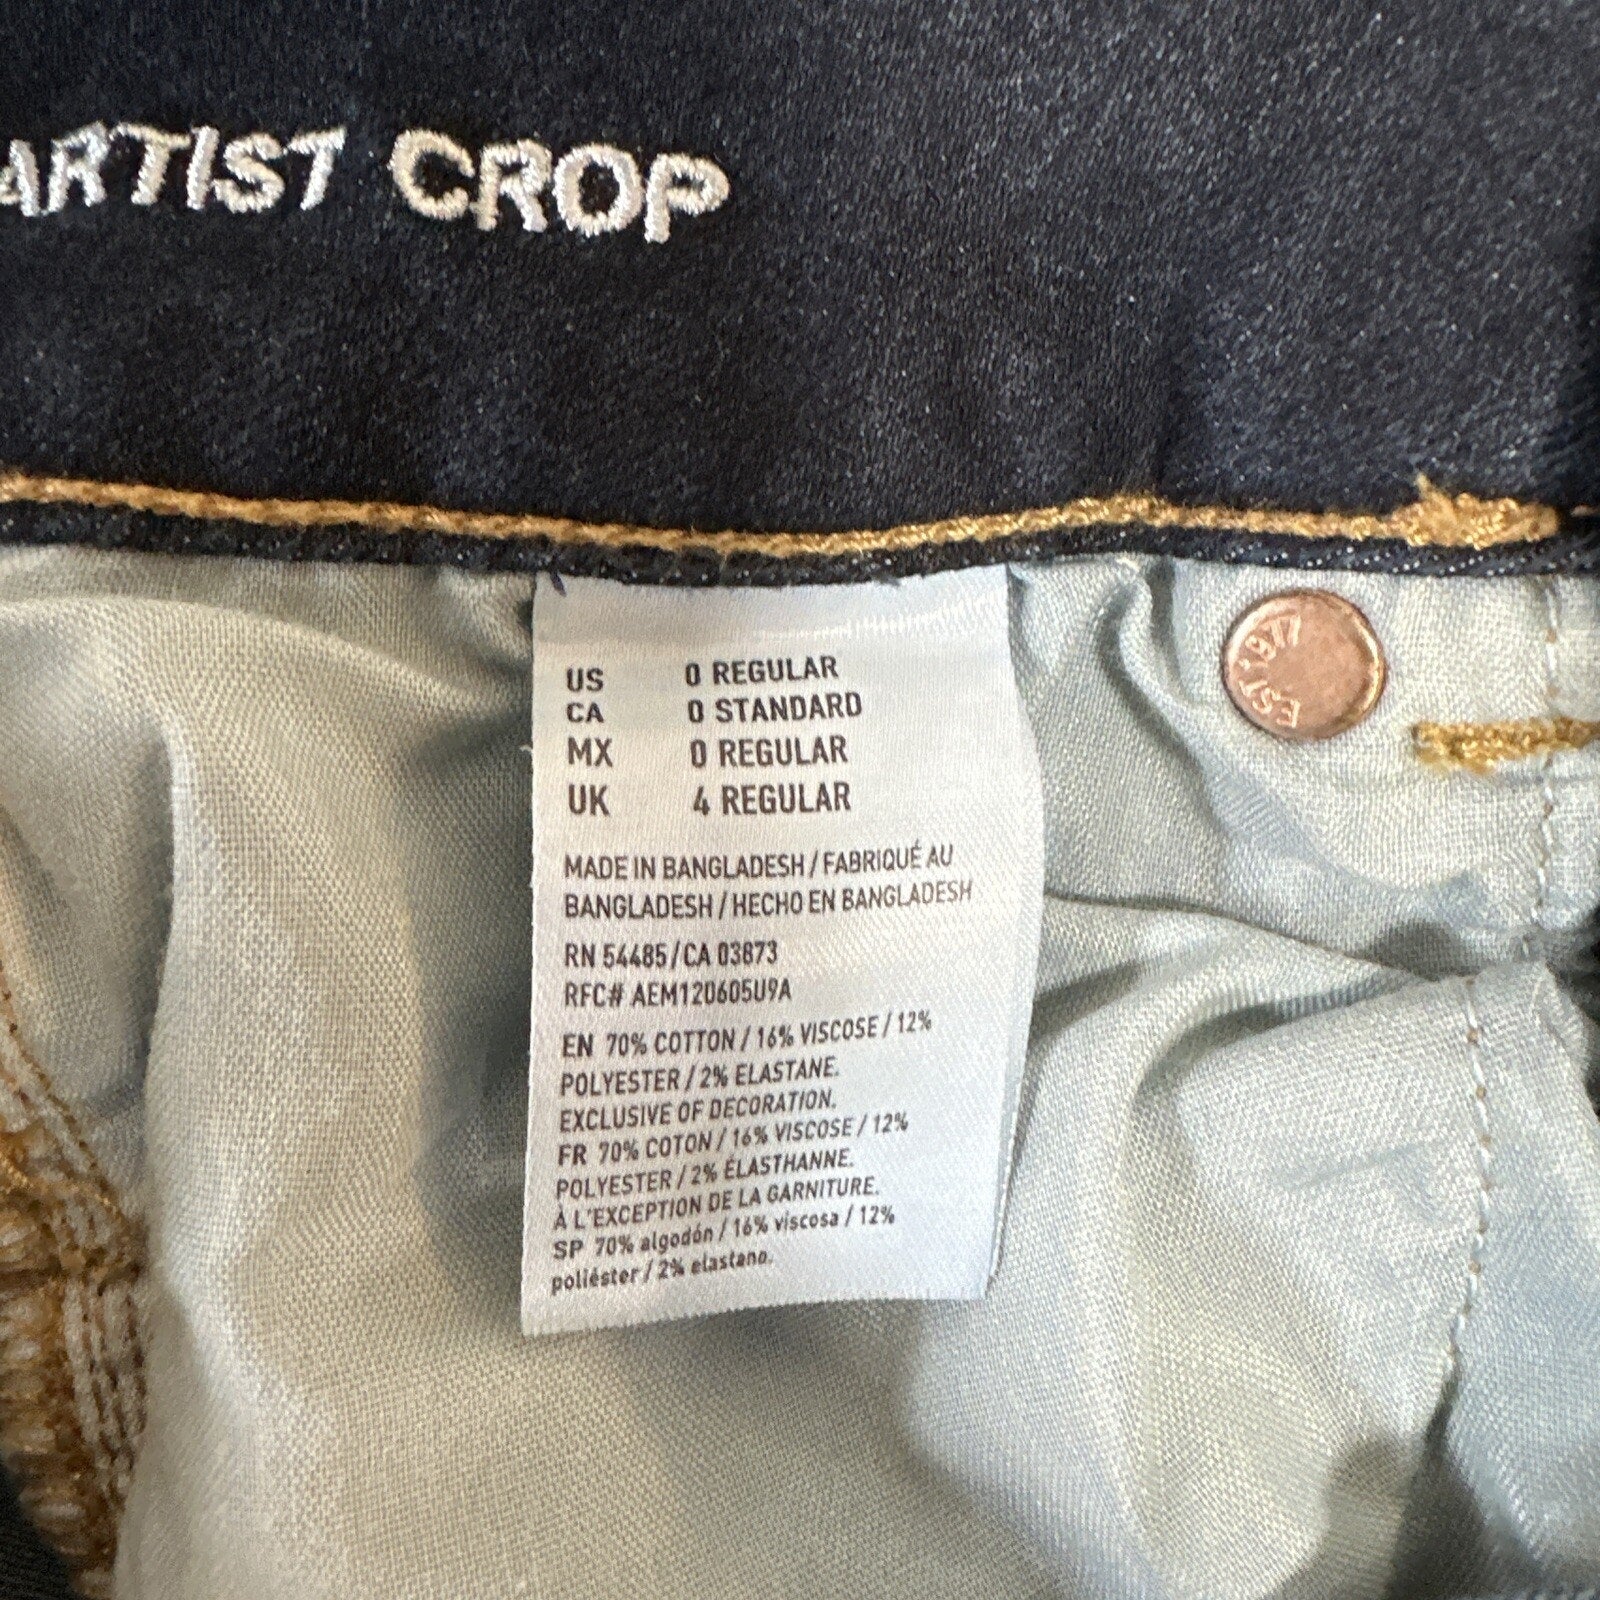 ARTIST CROP
US 0 REGULAR
CA 0 STANDARD
MX 0 REGULAR
UK 4 REGULAR
MADE IN BANGLADESH / FABRIQUÉ AU
BANGLADESH / HECHO EN BANGLADESH
RN 54485/CA 03873
RFC# AEM120605U9A
EN 70% COTTON / 16% VISCOSE / 12%
POLYESTER / 2% ELASTANE.
EXCLUSIVE OF DECORATION.
FR 70% COTON / 16% VISCOSE / 12%
POLYESTER / 2% ÉLASTHANNE.
À L'EXCEPTION DE LA GARNITURE.
SP 70% algodón / 16% viscosa / 12%
poliéster / 2% elastano.
EST. 1977